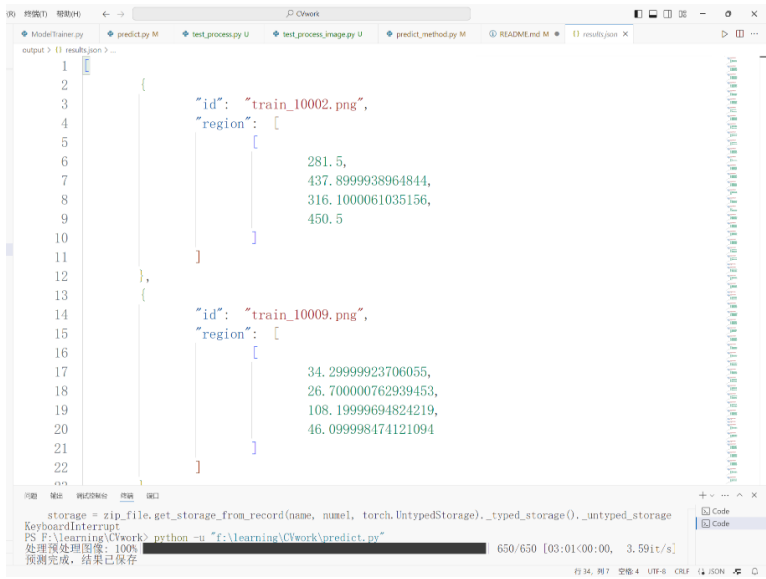 (R) 终端(T) 帮助(H) CVwork
ModelTrainer.py predict.py M test_process.py U test_process_image.py U predict_method.py M README.md M results.json
output > {} results.json > ...
1 [
2 {
3 "id": "train_10002.png",
4 "region": [
5 [
6 281.5,
7 437.8999938964844,
8 316.1000061035156,
9 450.5
10 ]
11 ]
12 },
13 {
14 "id": "train_10009.png",
15 "region": [
16 [
17 34.29999923706055,
18 26.700000762939453,
19 108.19999694824219,
20 46.099998474121094
21 ]
22 ]
问题 输出 调试控制台 终端 端口
storage = zip_file.get_storage_from_record(name, numel, torch.UntypedStorage)._typed_storage()._untyped_storage
KeyboardInterrupt
PS F:\learning\CVwork> python -u "f:\learning\CVwork\predict.py"
处理预处理图像: 100% 650/650 [03:01<00:00, 3.59it/s]
预测完成，结果已保存
Code
Code
行 34, 列 7 空格: 4 UTF-8 CRLF {} JSON